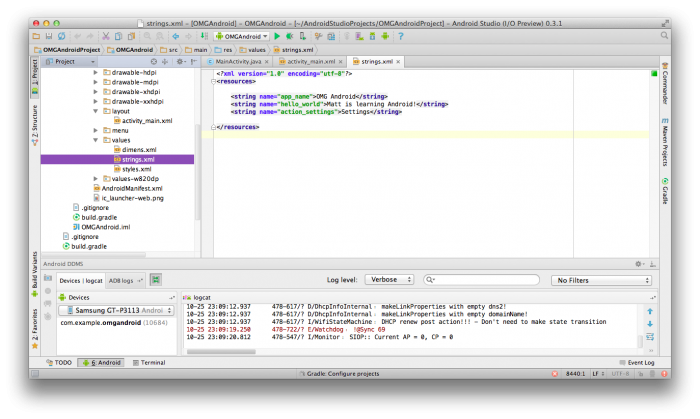 strings.xml - [OMGAndroid] - OMGAndroid - [~/AndroidStudioProjects/OMGAndroidProject] - Android Studio (I/O Preview) 0.3.1
OMGAndroid
OMGAndroidProject OMGAndroid src main res values strings.xml
Project
MainActivity.java activity_main.xml strings.xml
1: Project
Z: Structure
Build Variants
2: Favorites
drawable-hdpi
drawable-mdpi
drawable-xhdpi
drawable-xxhdpi
layout
activity_main.xml
menu
values
dimens.xml
strings.xml
styles.xml
values-w820dp
AndroidManifest.xml
ic_launcher-web.png
.gitignore
build.gradle
OMGAndroid.iml
.gitignore
build.gradle
<?xml version="1.0" encoding="utf-8"?>
<resources>
<string name="app_name">OMG Android</string>
<string name="hello_world">Matt is learning Android!</string>
<string name="action_settings">Settings</string>
</resources>
Commander
Maven Projects
Gradle
Android DDMS
Devices | logcat ADB logs Log level: Verbose No Filters
Devices
Samsung GT-P3113 Androi
com.example.omgandroid (10684)
logcat
10-25 23:09:12.937 478-617/? D/DhcpInfoInternal: makeLinkProperties with empty dns2!
10-25 23:09:12.937 478-617/? D/DhcpInfoInternal: makeLinkProperties with empty domainName!
10-25 23:09:12.937 478-617/? I/WifiStateMachine: DHCP renew post action!!! - Don't need to make state transition
10-25 23:09:19.250 478-722/? E/Watchdog: !@Sync 69
10-25 23:09:20.812 478-547/? I/Monitor: SIOP:: Current AP = 0, CP = 0
TODO 6: Android Terminal Event Log
Gradle: Configure projects 8440:1 LF UTF-8